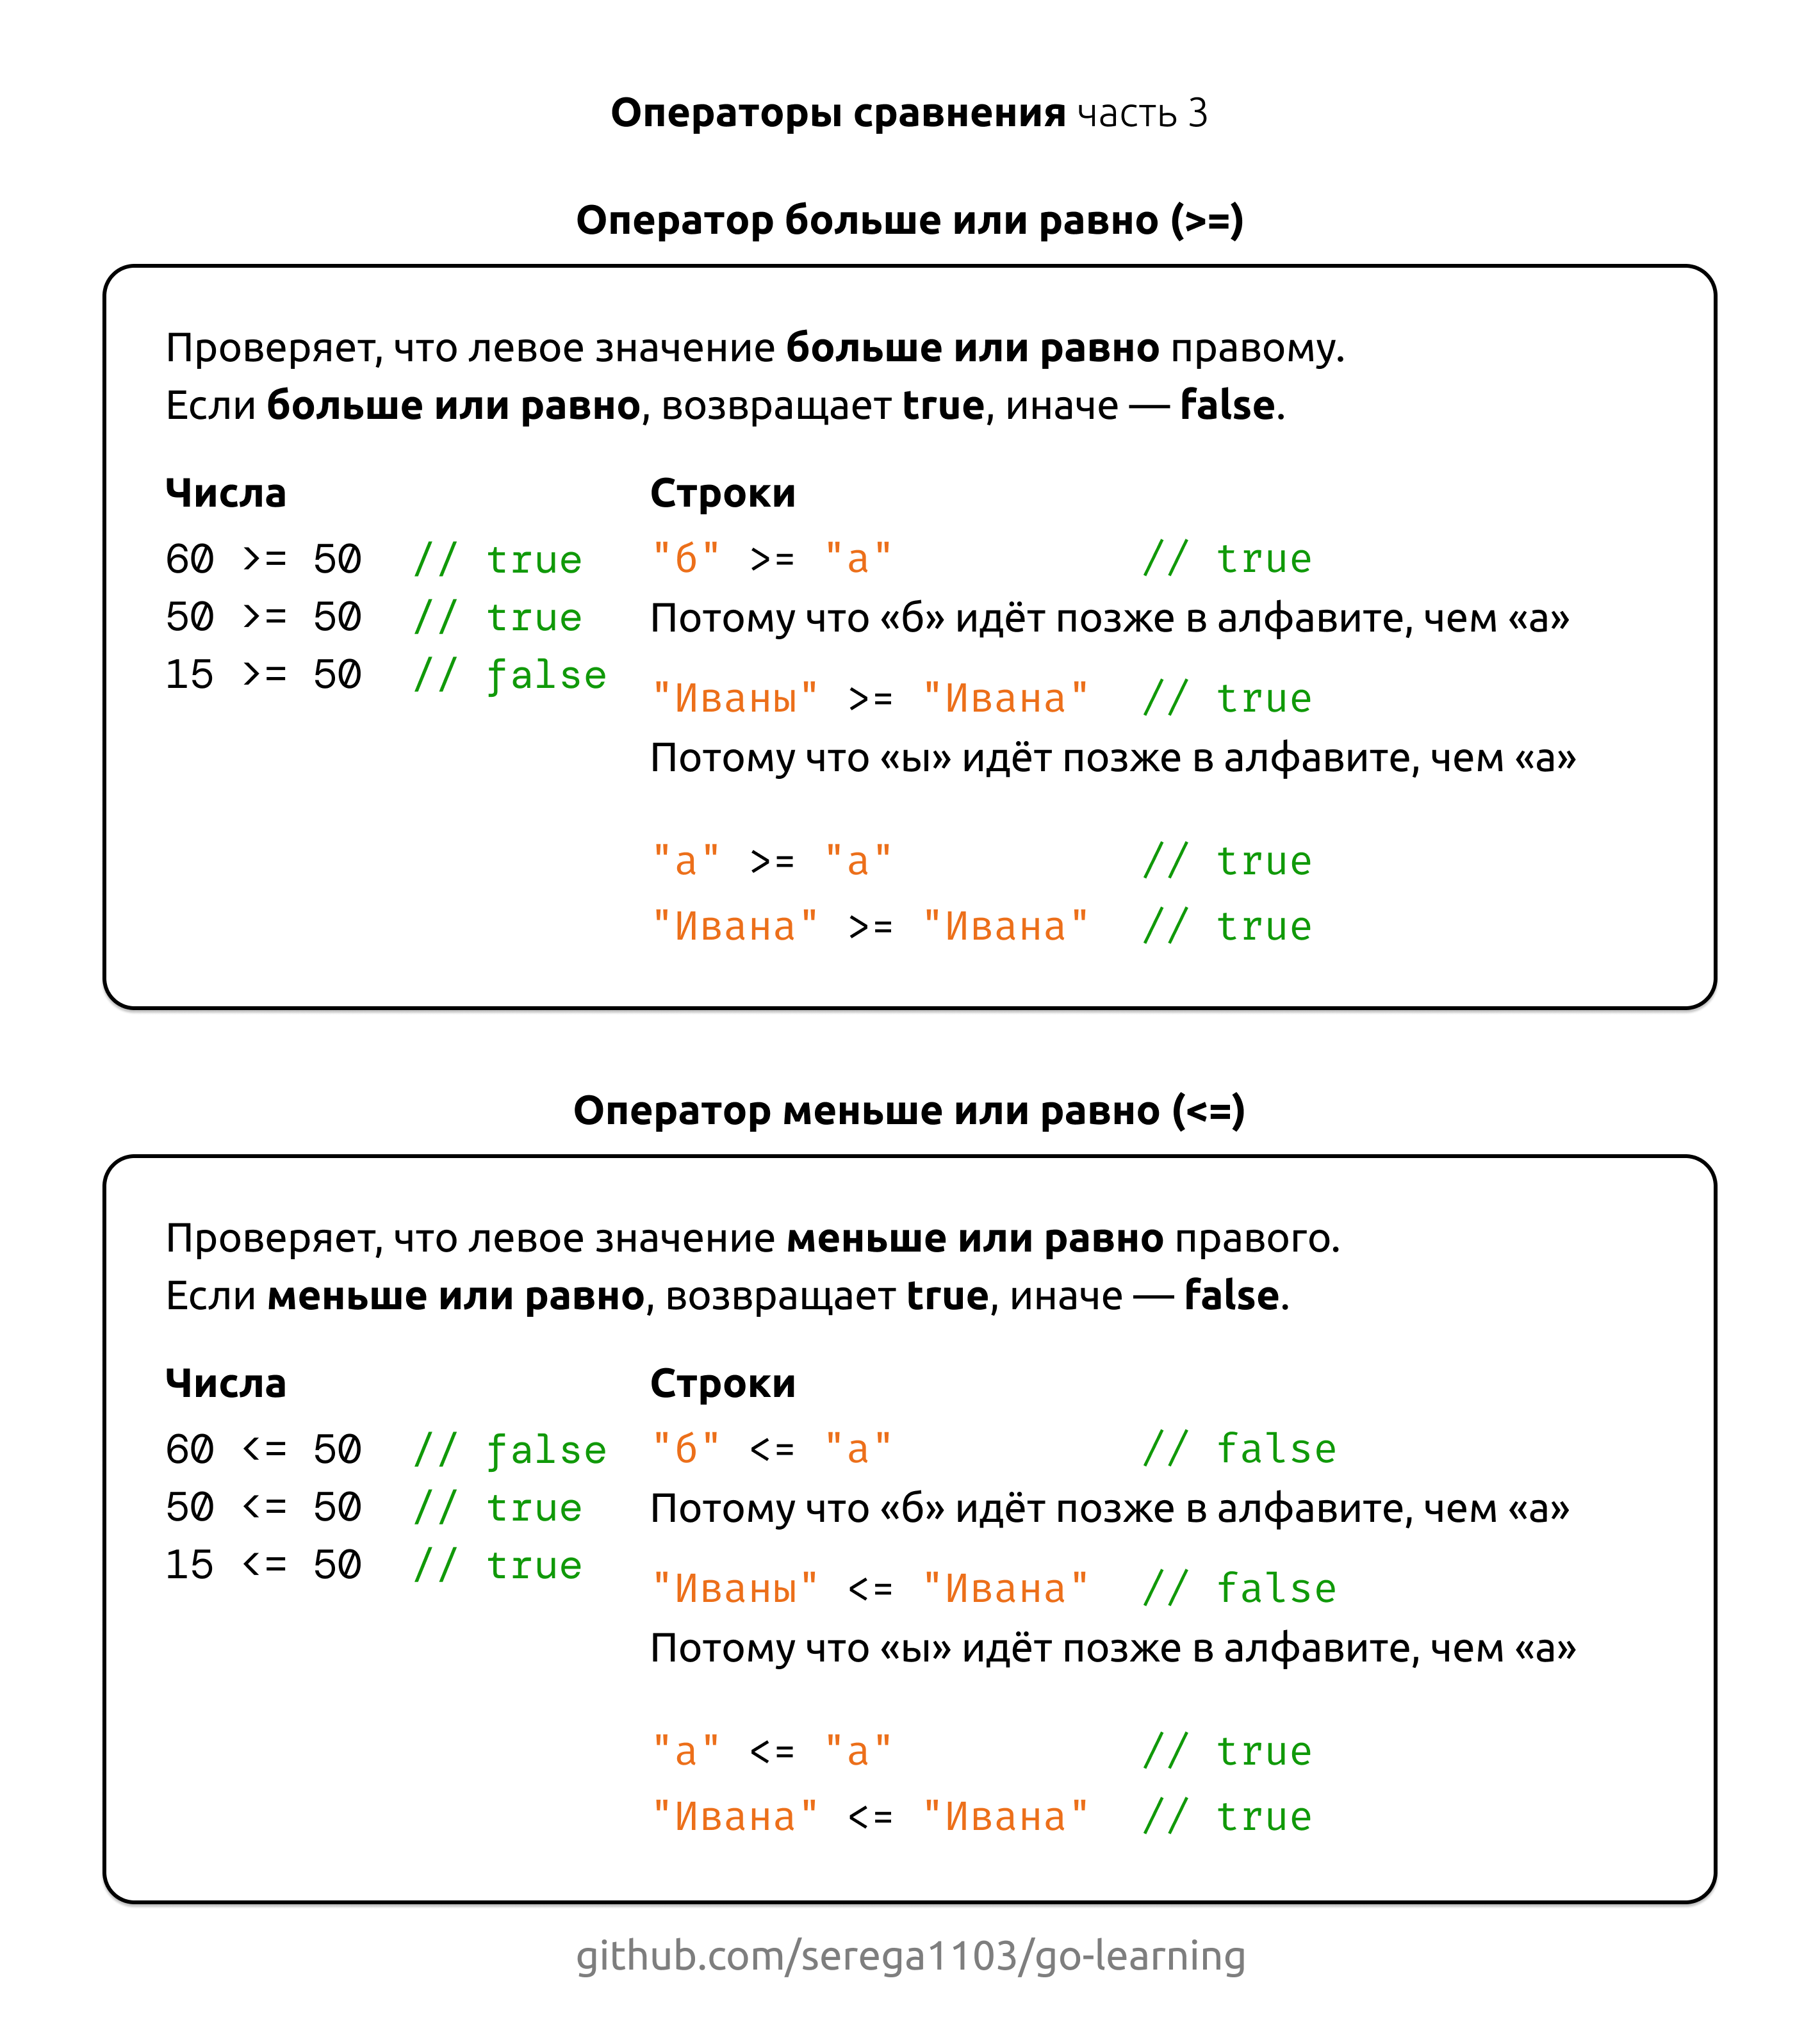 Операторы сравнения часть 3
Оператор больше или равно (>=)
Проверяет, что левое значение больше или равно правому.
Если больше или равно, возвращает true, иначе — false.
Числа
60 >= 50 // true
50 >= 50 // true
15 >= 50 // false
Строки
"б" >= "а" // true
Потому что «б» идёт позже в алфавите, чем «а»
"Иваны" >= "Ивана" // true
Потому что «ы» идёт позже в алфавите, чем «а»
"а" >= "а" // true
"Ивана" >= "Ивана" // true
Оператор меньше или равно (<=)
Проверяет, что левое значение меньше или равно правого.
Если меньше или равно, возвращает true, иначе — false.
Числа
60 <= 50 // false
50 <= 50 // true
15 <= 50 // true
Строки
"б" <= "а" // false
Потому что «б» идёт позже в алфавите, чем «а»
"Иваны" <= "Ивана" // false
Потому что «ы» идёт позже в алфавите, чем «а»
"а" <= "а" // true
"Ивана" <= "Ивана" // true
github.com/serega1103/go-learning